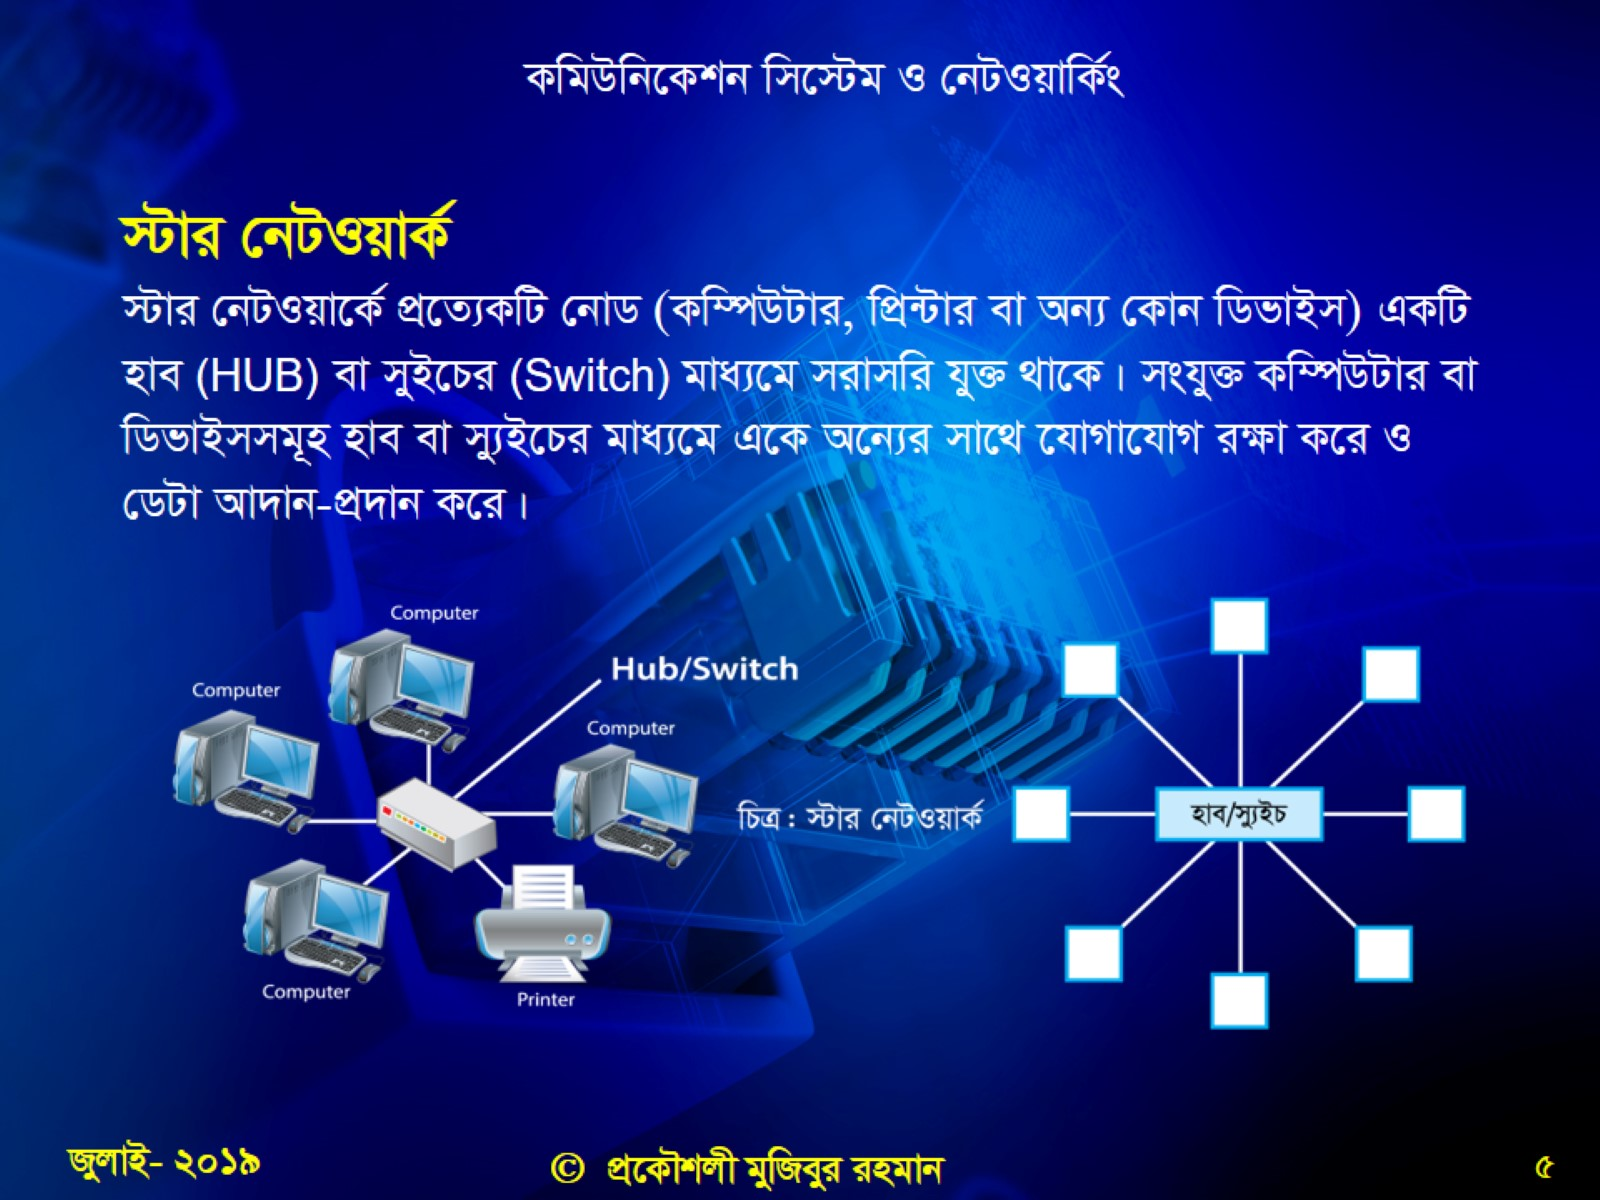 কমিউনিকেশন সিস্টেম ও নেটওয়ার্কিং
স্টার নেটওয়ার্ক
স্টার নেটওয়ার্কে প্রত্যেকটি নোড (কম্পিউটার, প্রিন্টার বা অন্য কোন ডিভাইস) একটি
হাব (HUB) বা সুইচের (Switch) মাধ্যমে সরাসরি যুক্ত থাকে। সংযুক্ত কম্পিউটার বা
ডিভাইসসমূহ হাব বা স্যুইচের মাধ্যমে একে অন্যের সাথে যোগাযোগ রক্ষা করে ও
ডেটা আদান-প্রদান করে।
Computer
Hub/Switch
Computer
Computer
চিত্র : স্টার নেটওয়ার্ক
হাব/স্যুইচ
Computer
Printer
জুলাই- ২০১৯
© প্রকৌশলী মুজিবুর রহমান
৫